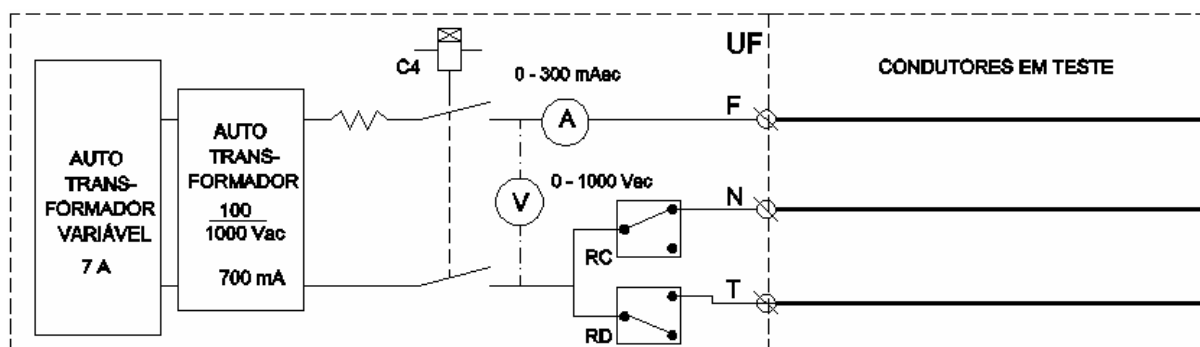 AUTO
TRANS-
FORMADOR
VARIÁVEL
7 A
AUTO
TRANS-
FORMADOR
100
1000 Vac
700 mA
C4
0 - 300 mAac
A
0 - 1000 Vac
V
RC
RD
UF
F
N
T
CONDUTORES EM TESTE